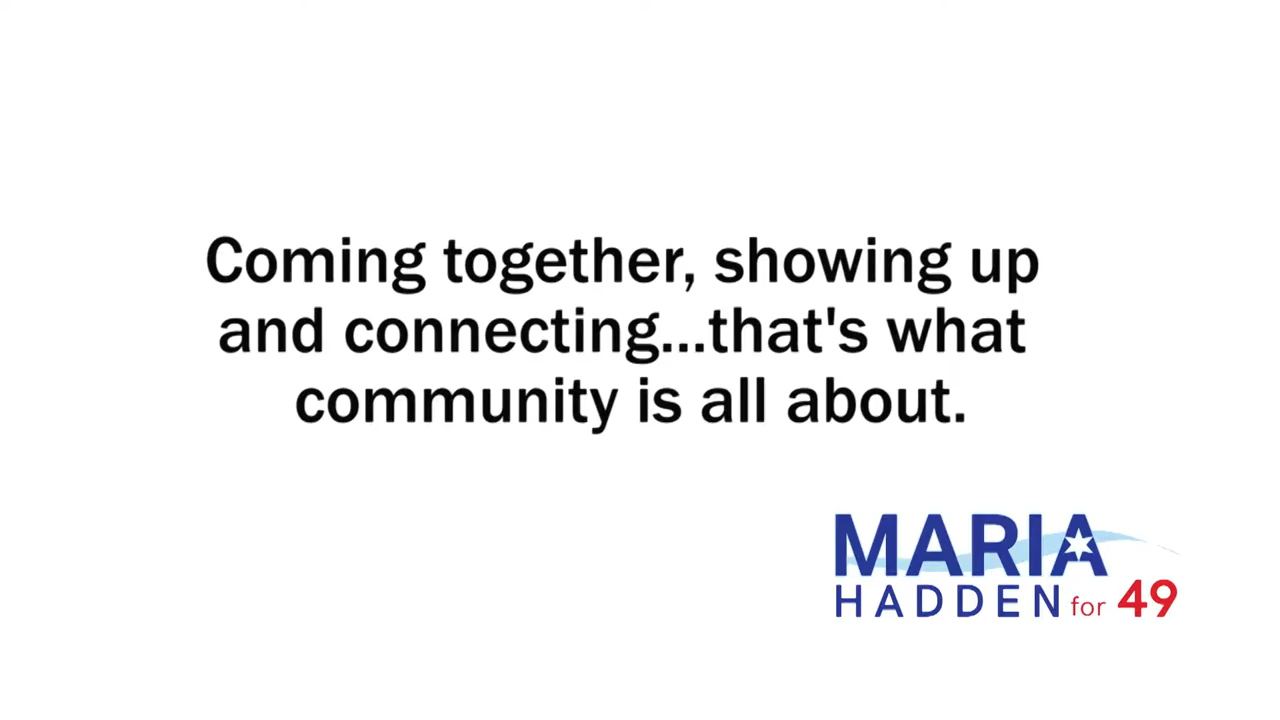 Coming together, showing up
and connecting...that's what
community is all about.
MARIA
HADDEN for 49